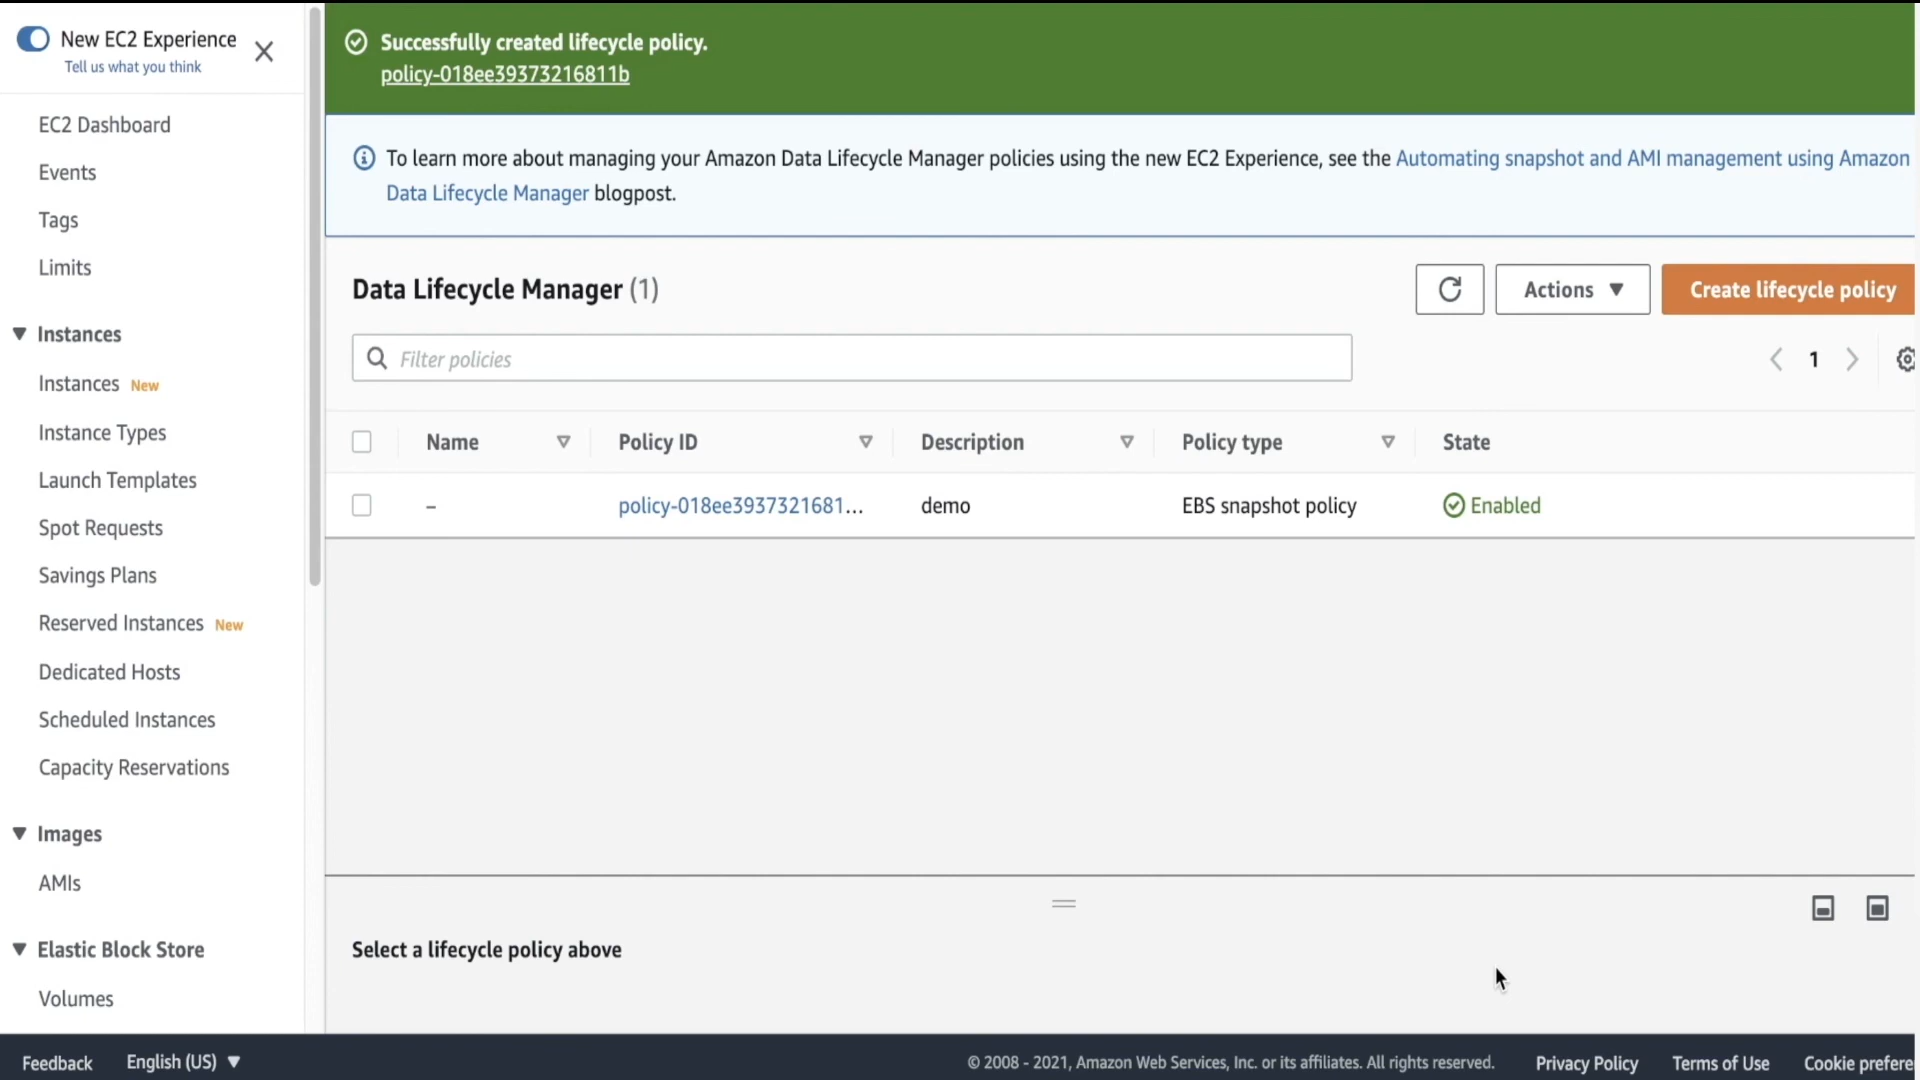 New EC2 Experience
Tell us what you think
EC2 Dashboard
Events
Tags
Limits
Instances
Instances New
Instance Types
Launch Templates
Spot Requests
Savings Plans
Reserved Instances New
Dedicated Hosts
Scheduled Instances
Capacity Reservations
Images
AMIs
Elastic Block Store
Volumes
Successfully created lifecycle policy.
policy-018ee39373216811b
To learn more about managing your Amazon Data Lifecycle Manager policies using the new EC2 Experience, see the Automating snapshot and AMI management using Amazon
Data Lifecycle Manager blogpost.
Data Lifecycle Manager (1)
Actions
Create lifecycle policy
Filter policies
1
Name Policy ID Description Policy type State
– policy-018ee3937321681... demo EBS snapshot policy Enabled
Select a lifecycle policy above
Feedback English (US) © 2008 - 2021, Amazon Web Services, Inc. or its affiliates. All rights reserved. Privacy Policy Terms of Use Cookie prefere